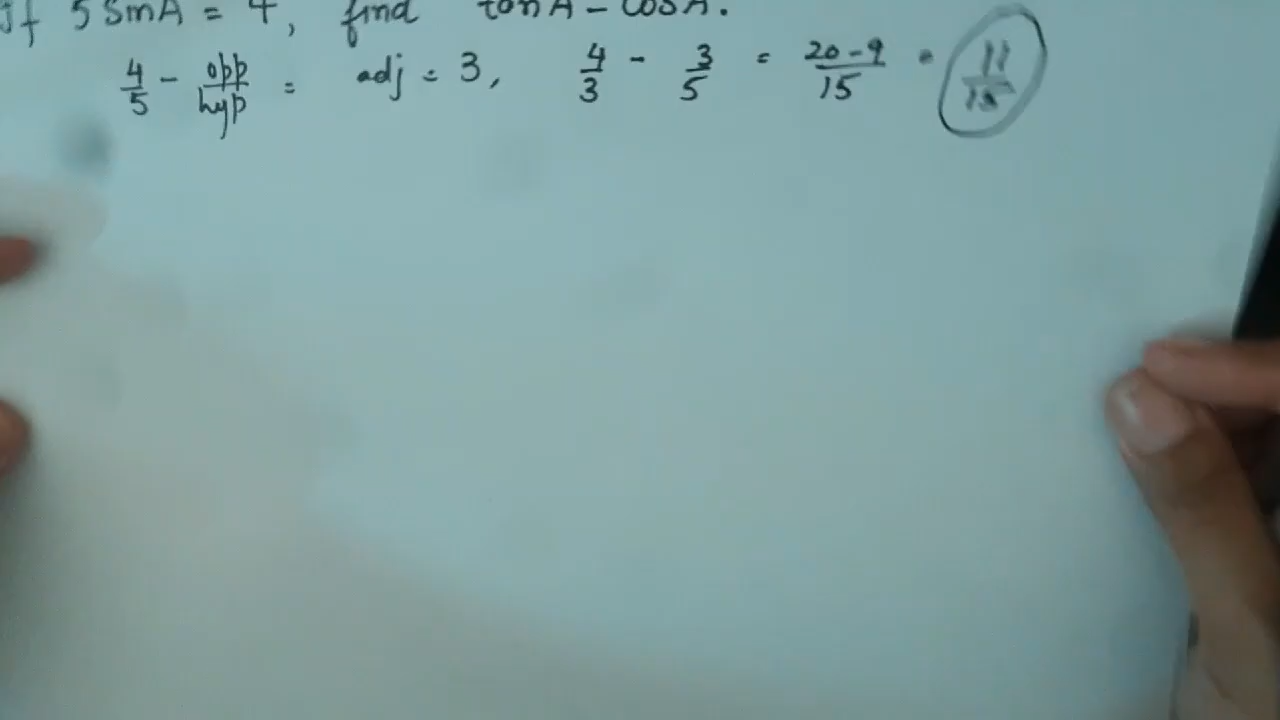 If 5 SinA = 4, find tanA - CosA.
4/5 - opp/hyp = adj = 3, 4/3 - 3/5 = 20-9/15 = 11/15